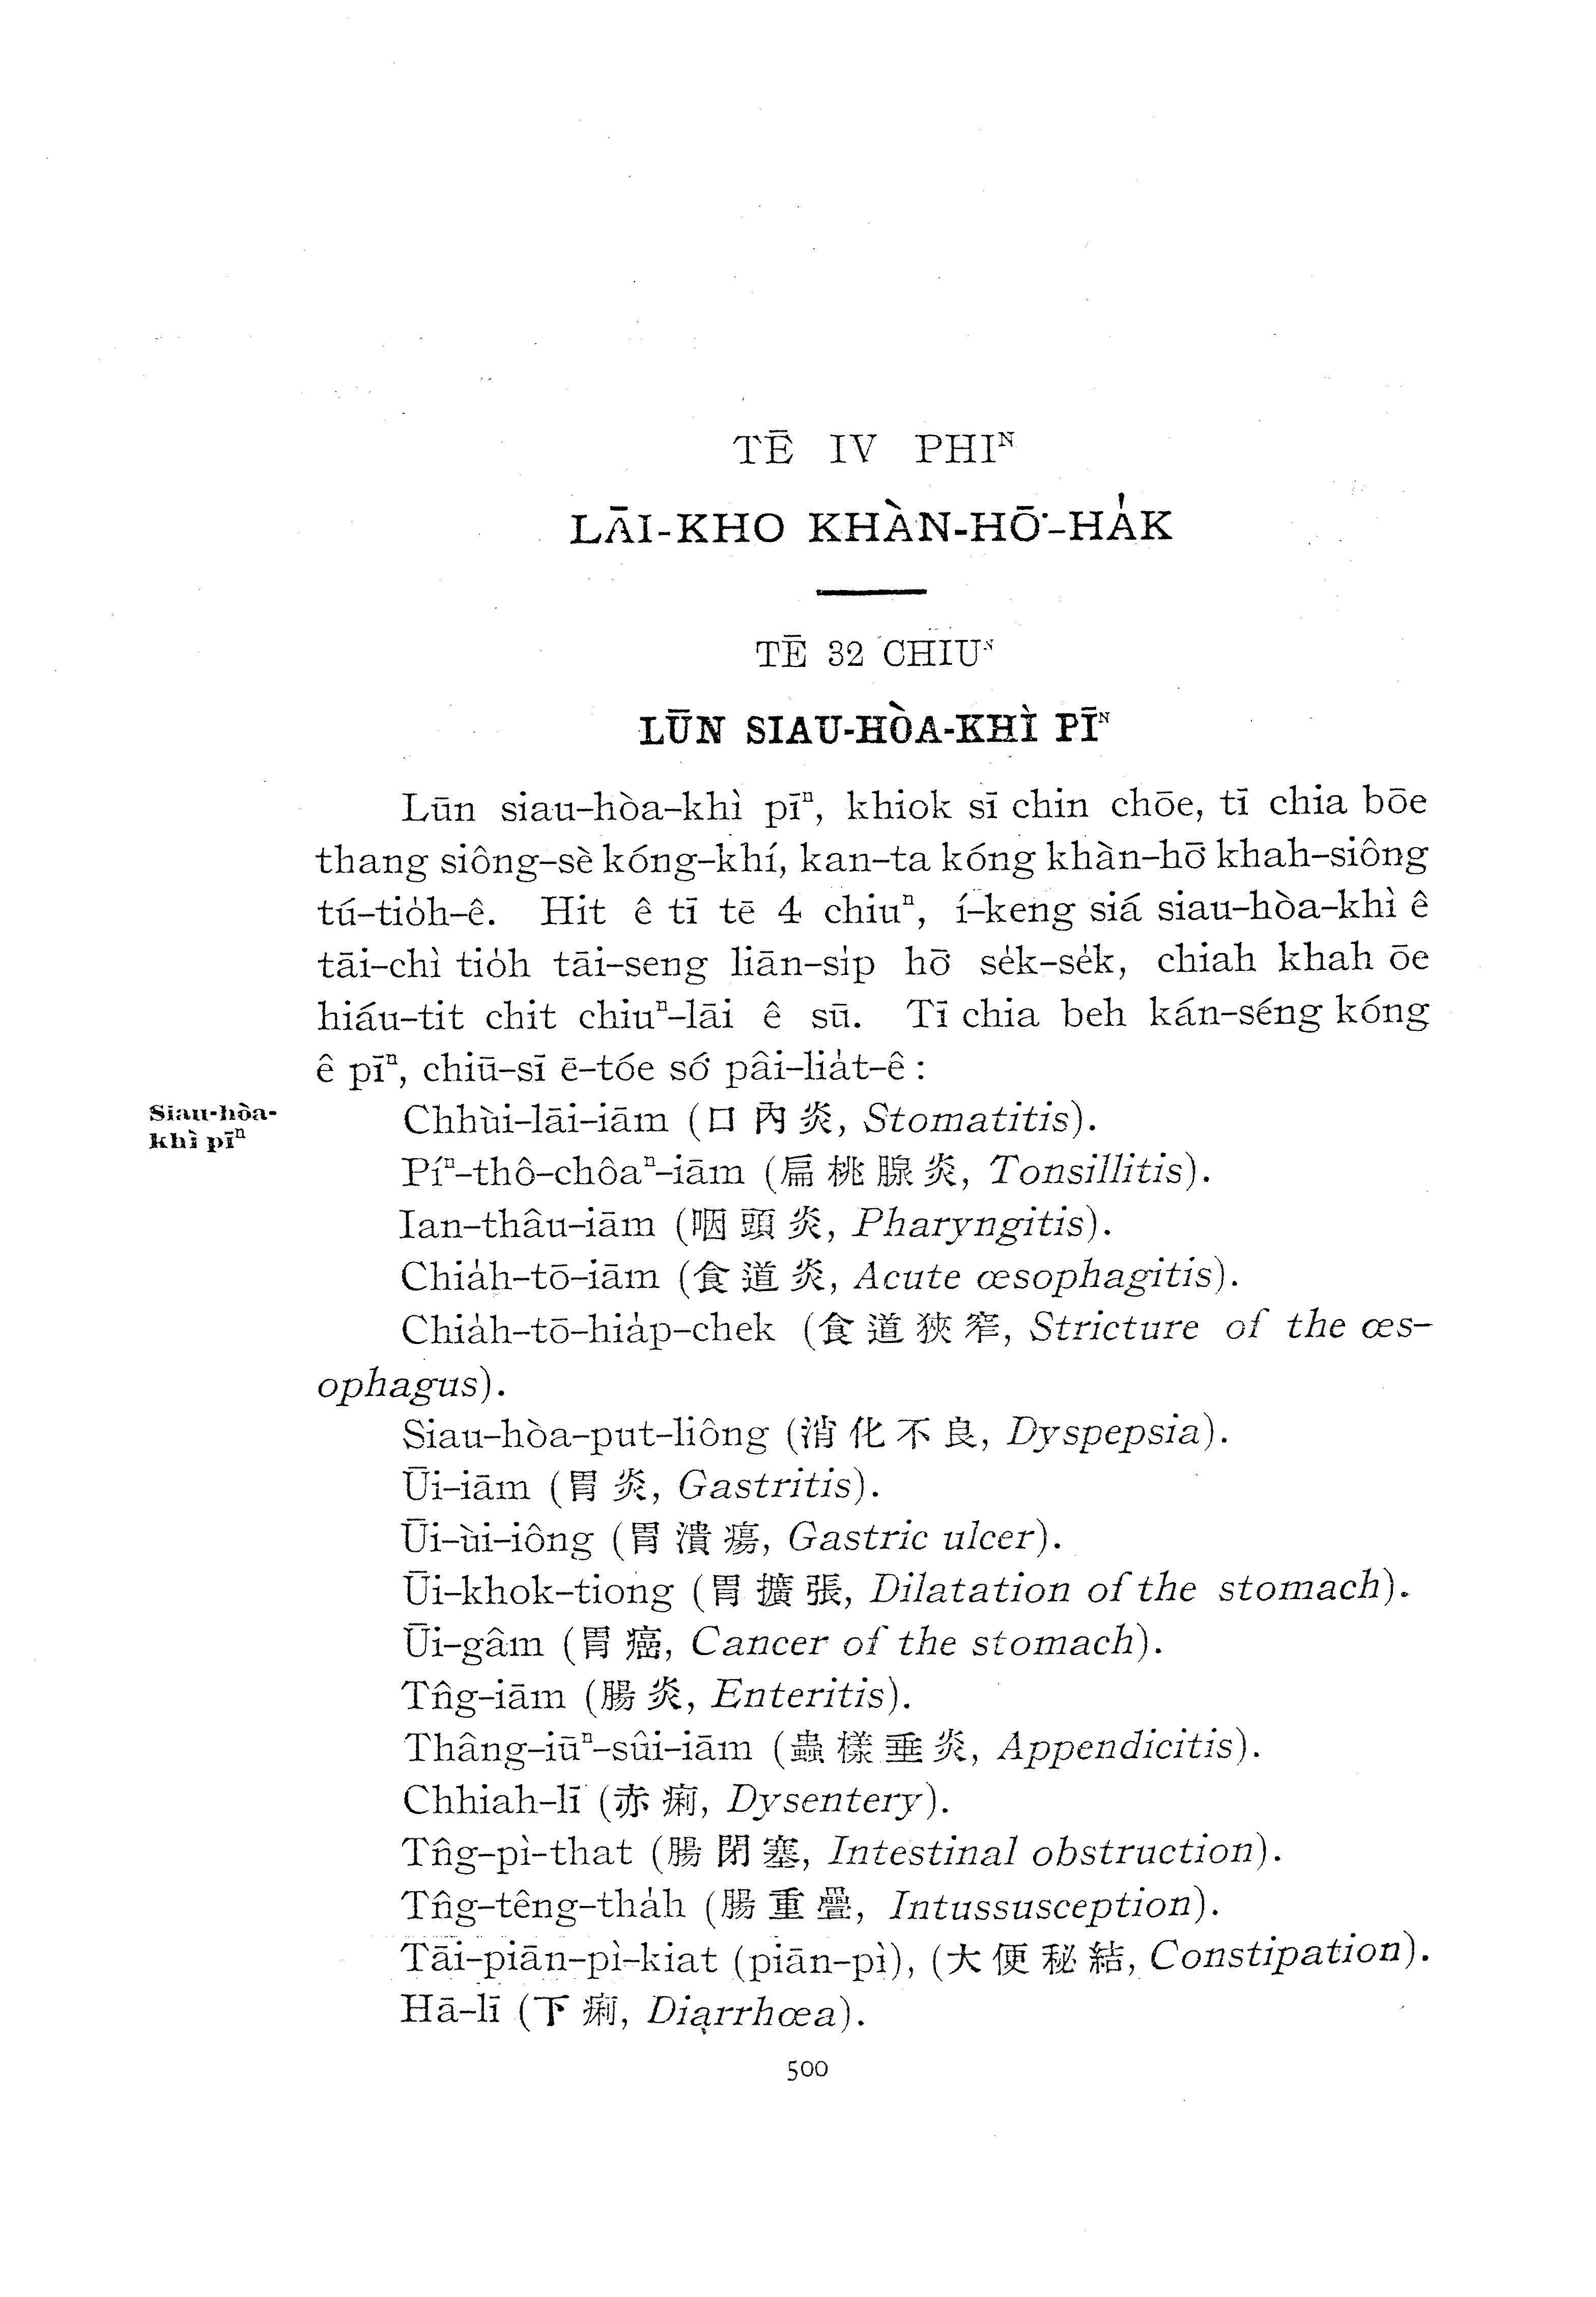 TĒ IV PHIᴺ
LĀI-KHO KHÀN-HŌ͘-HA̍K
TĒ 32 CHIUᴺ
LŪN SIAU-HÒA-KHÌ PĪᴺ
Lūn siau-hòa-khì pīⁿ, khiok sī chin chōe, tī chia bōe
thang siông-sè kóng-khí, kan-ta kóng khàn-hō͘ khah-siông
tú-tio̍h-ê. Hit ê tī tē 4 chiuⁿ, í-keng siá siau-hòa-khì ê
tāi-chì tio̍h tāi-seng liān-si̍p hō͘ se̍k-se̍k, chiah khah ōe
hiáu-tit chit chiuⁿ-lāi ê sū. Tī chia beh kán-séng kóng
ê pīⁿ, chiū-sī ē-tóe só͘ pâi-lia̍t-ê :
Siau-hòa-
khì pīⁿ
Chhùi-lāi-iām (口內炎, Stomatitis).
Píⁿ-thô-chôaⁿ-iām (扁桃腺炎, Tonsillitis).
Ian-thâu-iām (咽頭炎, Pharyngitis).
Chia̍h-tō-iām (食道炎, Acute œsophagitis).
Chia̍h-tō-hia̍p-chek (食道狹窄, Stricture of the œs-
ophagus).
Siau-hòa-put-liông (消化不良, Dyspepsia).
Ūi-iām (胃炎, Gastritis).
Ūi-ùi-iông (胃潰瘍, Gastric ulcer).
Ūi-khok-tiong (胃擴張, Dilatation of the stomach).
Ūi-gâm (胃癌, Cancer of the stomach).
Tn̂g-iām (腸炎, Enteritis).
Thâng-iūⁿ-sûi-iām (蟲樣垂炎, Appendicitis).
Chhiah-lī (赤痢, Dysentery).
Tn̂g-pì-that (腸閉塞, Intestinal obstruction).
Tn̂g-têng-tha̍h (腸重疊, Intussusception).
Tāi-piān-pì-kiat (piān-pì), (大便秘結, Constipation).
Hā-lī (下痢, Diarrhœa).
500